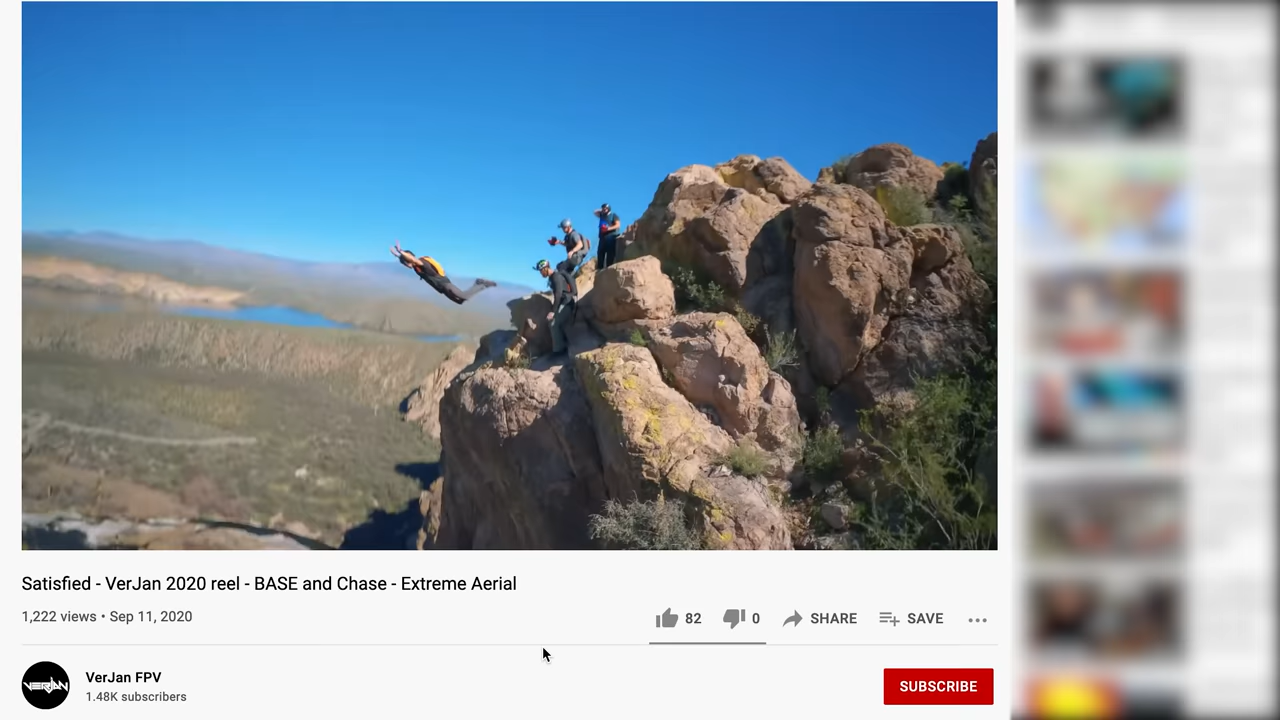 Satisfied - VerJan 2020 reel - BASE and Chase - Extreme Aerial
1,222 views • Sep 11, 2020
82
0
SHARE
SAVE
VERJAN
VerJan FPV
1.48K subscribers
SUBSCRIBE